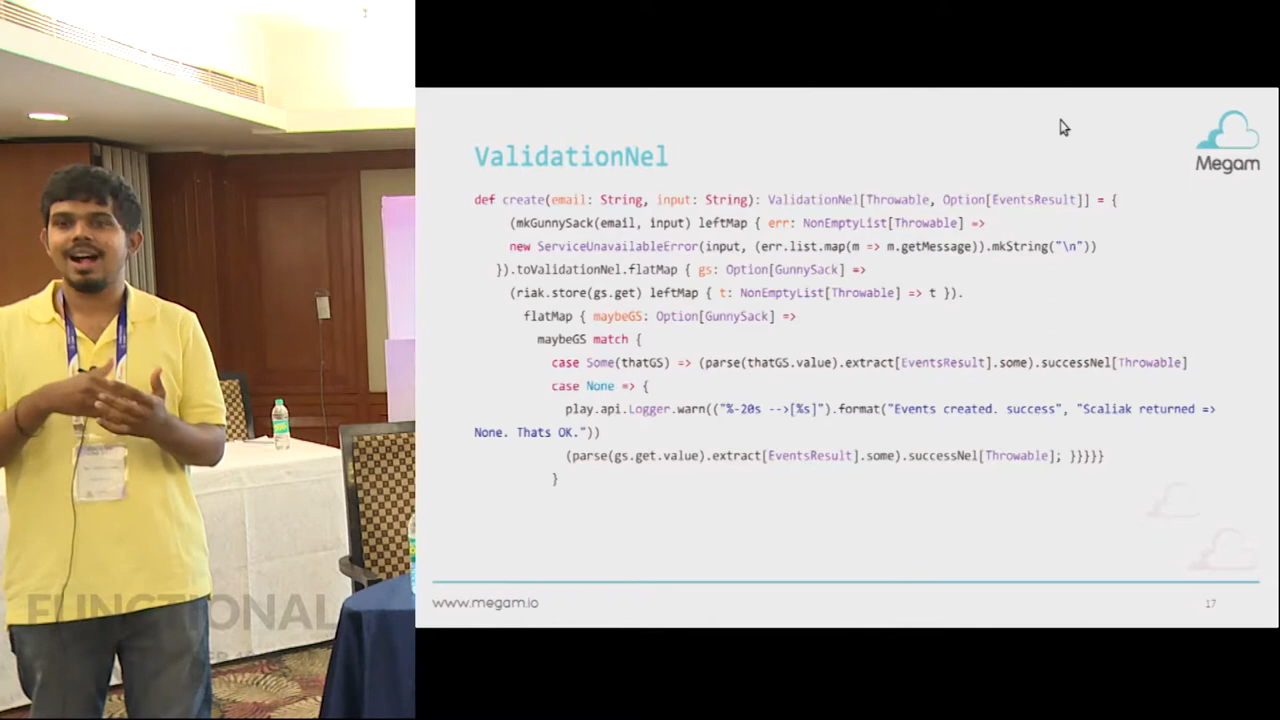 ValidationNel
Megam
def create(email: String, input: String): ValidationNel[Throwable, Option[EventsResult]] = {
(mkGunnySack(email, input) leftMap { err: NonEmptyList[Throwable] =>
new ServiceUnavailableError(input, (err.list.map(m => m.getMessage)).mkString("\n"))
}).toValidationNel.flatMap { gs: Option[GunnySack] =>
(riak.store(gs.get) leftMap { t: NonEmptyList[Throwable] => t }).
flatMap { maybeGS: Option[GunnySack] =>
maybeGS match {
case Some(thatGS) => (parse(thatGS.value).extract[EventsResult].some).successNel[Throwable]
case None => {
play.api.Logger.warn(("%-20s -->[%s]").format("Events created. success", "Scaliak returned =>
None. Thats OK."))
(parse(gs.get.value).extract[EventsResult].some).successNel[Throwable]; }}}}}
}
www.megam.io
17
FUNCTIONAL